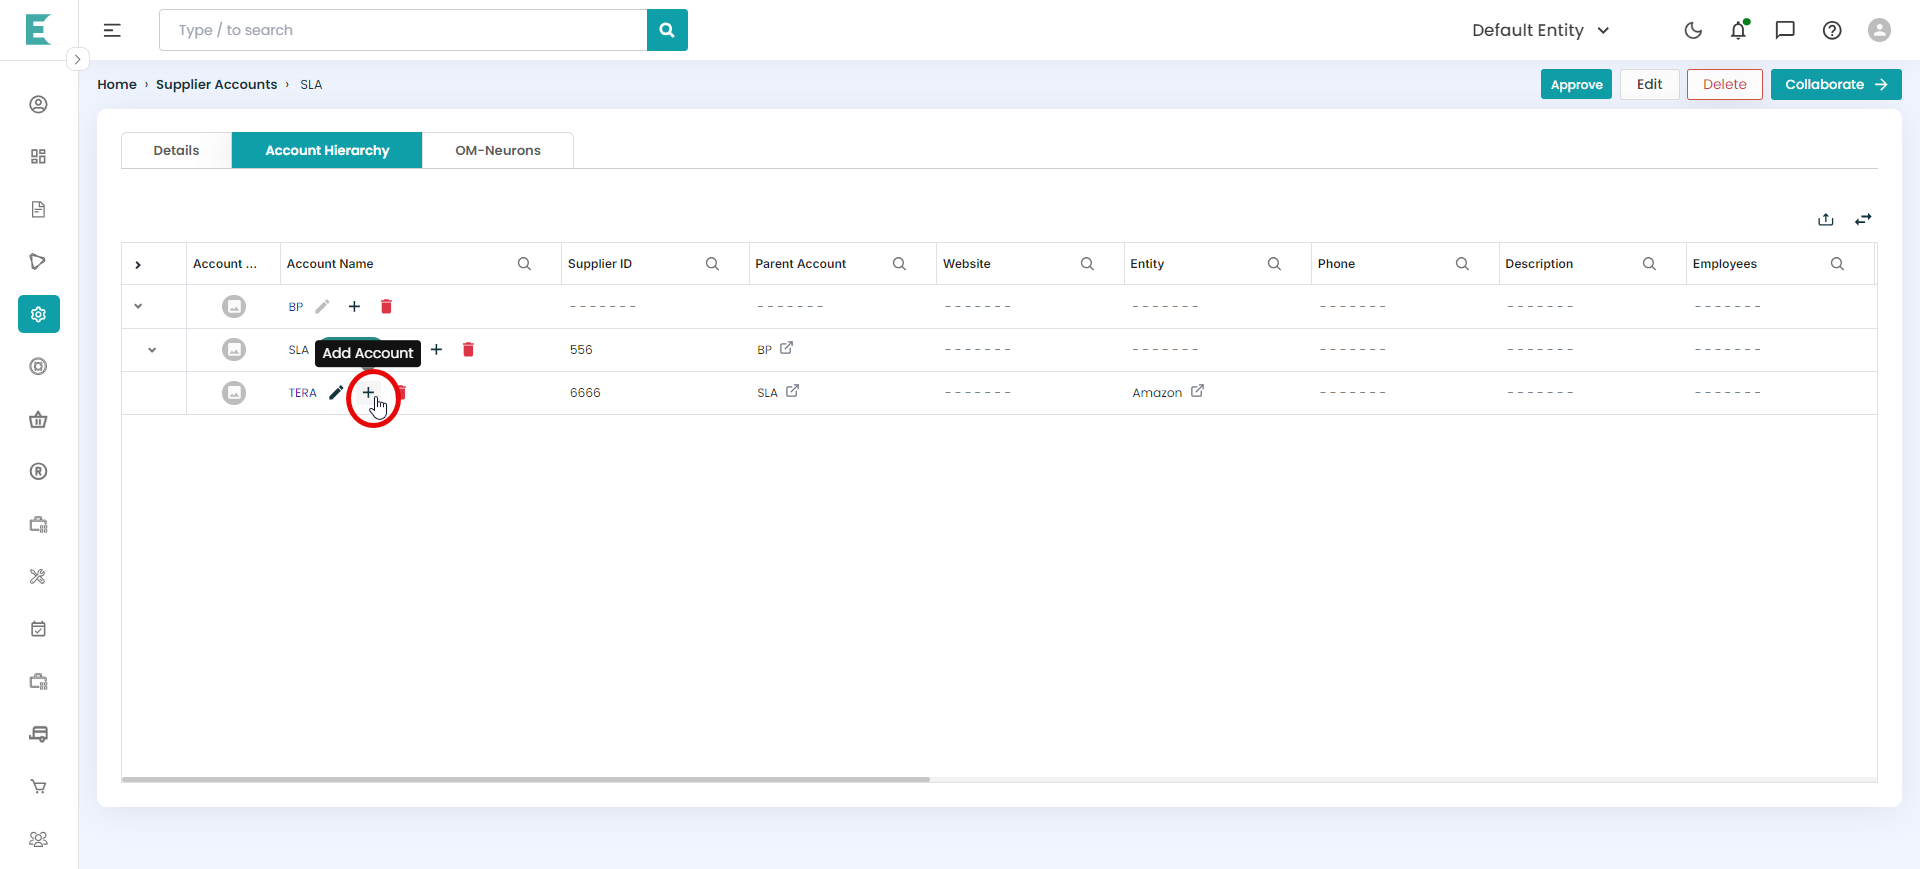 Type / to search
Default Entity
Home › Supplier Accounts › SLA
Approve
Edit
Delete
Collaborate
Details
Account Hierarchy
OM-Neurons
Account ...
Account Name
Supplier ID
Parent Account
Website
Entity
Phone
Description
Employees
BP
- - - - - - -
- - - - - - -
- - - - - - -
- - - - - - -
- - - - - - -
- - - - - - -
- - - - - - -
SLA
Add Account
556
BP
- - - - - - -
- - - - - - -
- - - - - - -
- - - - - - -
- - - - - - -
TERA
6666
SLA
- - - - - - -
Amazon
- - - - - - -
- - - - - - -
- - - - - - -